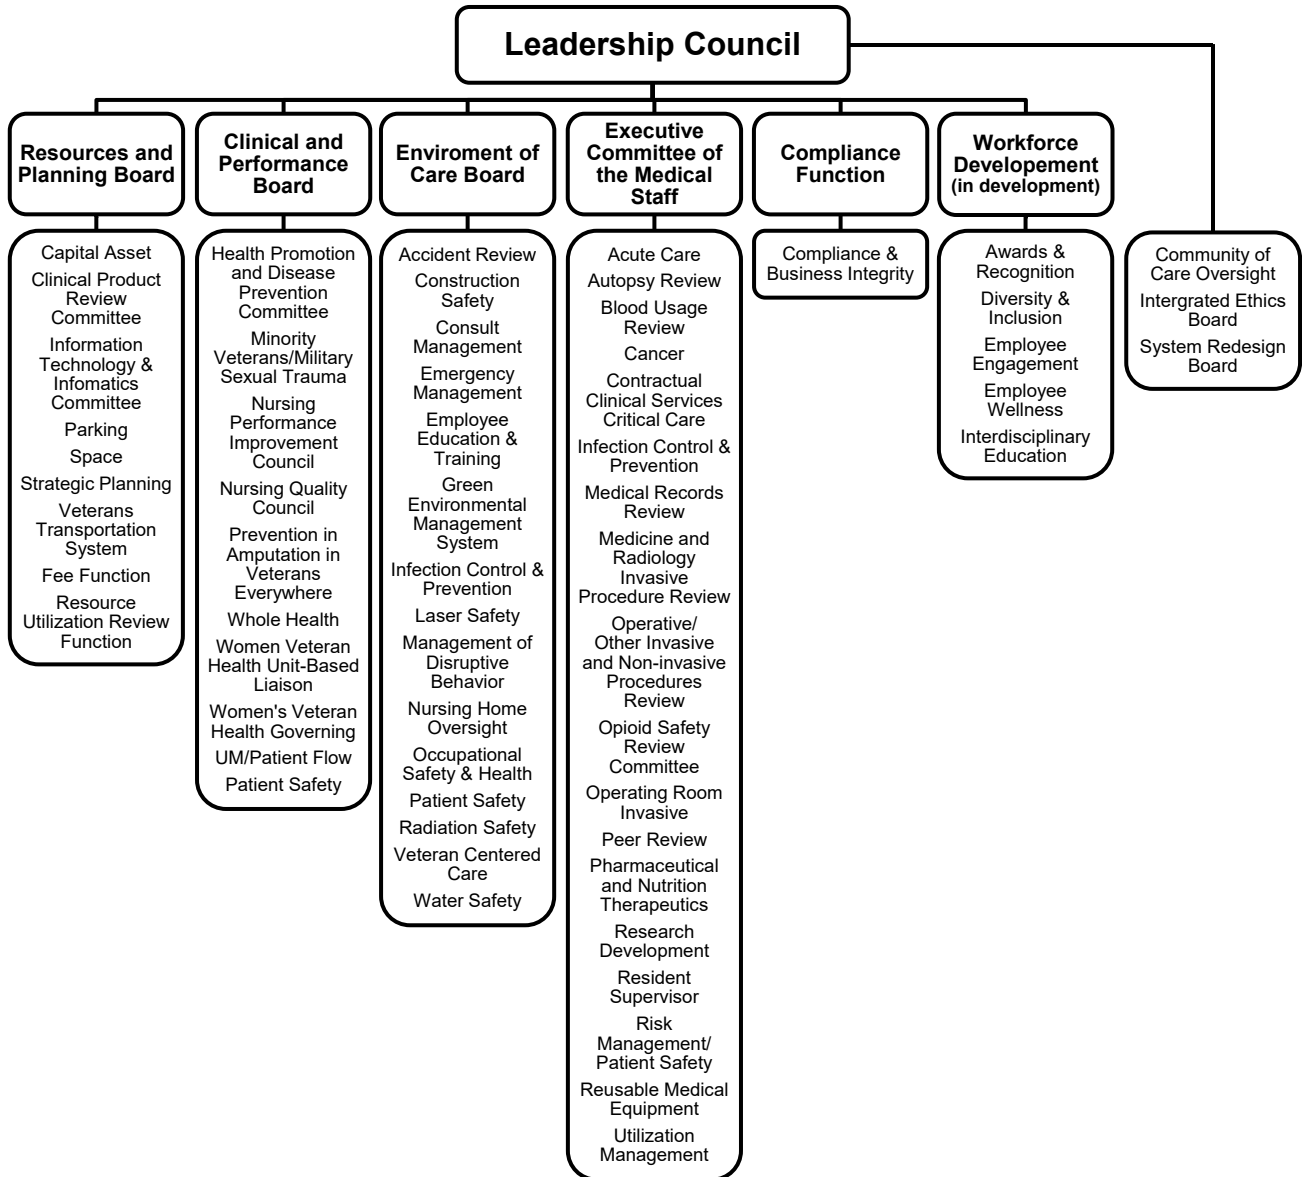 Leadership Council
Resources and
Planning Board
Capital Asset
Clinical Product
Review
Committee
Information
Technology &
Infomatics
Committee
Parking
Space
Strategic Planning
Veterans
Transportation
System
Fee Function
Resource
Utilization Review
Function
Clinical and
Performance
Board
Health Promotion
and Disease
Prevention
Committee
Minority
Veterans/Military
Sexual Trauma
Nursing
Performance
Improvement
Council
Nursing Quality
Council
Prevention in
Amputation in
Veterans
Everywhere
Whole Health
Women Veteran
Health Unit-Based
Liaison
Women's Veteran
Health Governing
UM/Patient Flow
Patient Safety
Enviroment of
Care Board
Accident Review
Construction
Safety
Consult
Management
Emergency
Management
Employee
Education &
Training
Green
Environmental
Management
System
Infection Control &
Prevention
Laser Safety
Management of
Disruptive
Behavior
Nursing Home
Oversight
Occupational
Safety & Health
Patient Safety
Radiation Safety
Veteran Centered
Care
Water Safety
Executive
Committee of
the Medical
Staff
Acute Care
Autopsy Review
Blood Usage
Review
Cancer
Contractual
Clinical Services
Critical Care
Infection Control &
Prevention
Medical Records
Review
Medicine and
Radiology
Invasive
Procedure Review
Operative/
Other Invasive
and Non-invasive
Procedures
Review
Opioid Safety
Review
Committee
Operating Room
Invasive
Peer Review
Pharmaceutical
and Nutrition
Therapeutics
Research
Development
Resident
Supervisor
Risk
Management/
Patient Safety
Reusable Medical
Equipment
Utilization
Management
Compliance
Function
Compliance &
Business Integrity
Workforce
Developement
(in development)
Awards &
Recognition
Diversity &
Inclusion
Employee
Engagement
Employee
Wellness
Interdisciplinary
Education
Community of
Care Oversight
Intergrated Ethics
Board
System Redesign
Board